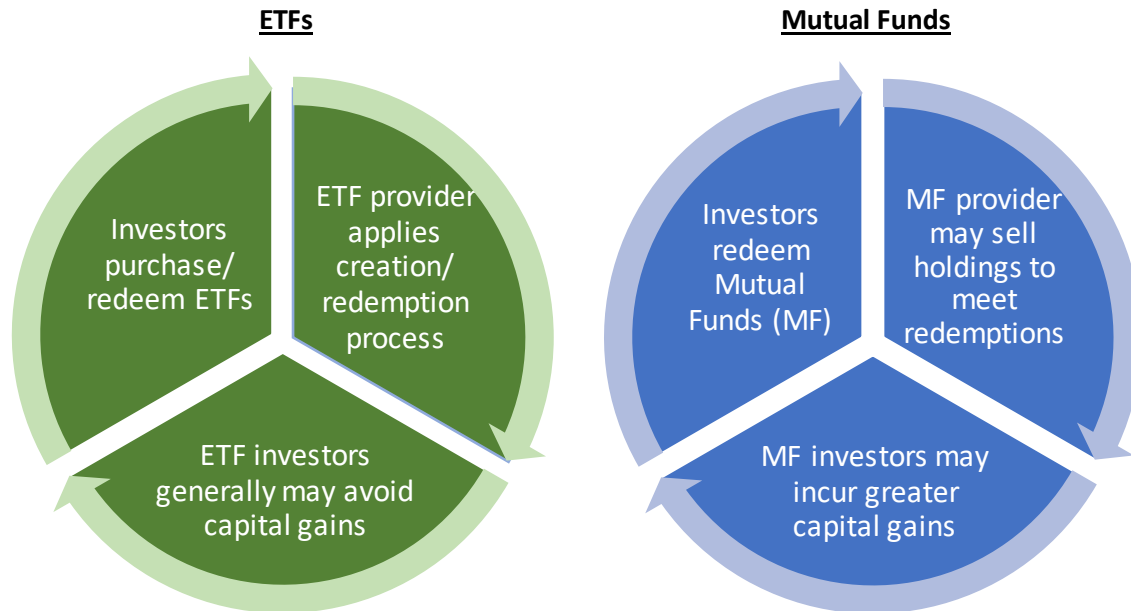 ETFs
Investors
purchase/
redeem ETFs
ETF provider
applies
creation/
redemption
process
ETF investors
generally may avoid
capital gains
Mutual Funds
Investors
redeem
Mutual
Funds (MF)
MF provider
may sell
holdings to
meet
redemptions
MF investors may
incur greater
capital gains